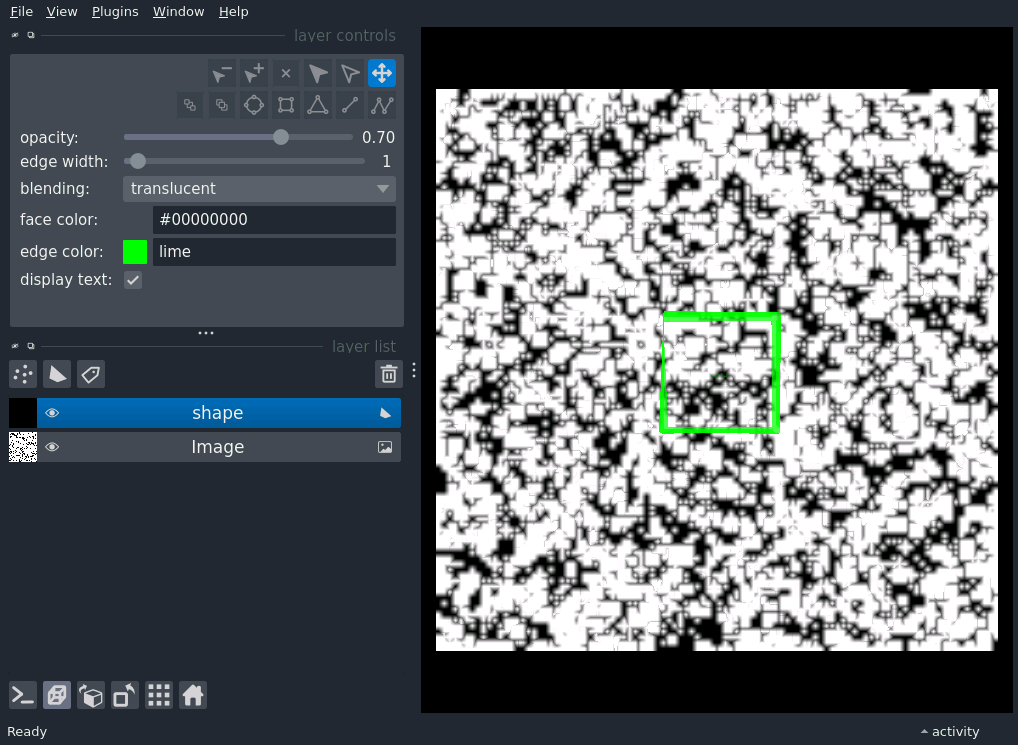 File View Plugins Window Help
layer controls
opacity: 0.70
edge width: 1
blending: translucent
face color: #00000000
edge color: lime
display text:
layer list
shape
Image
Ready activity